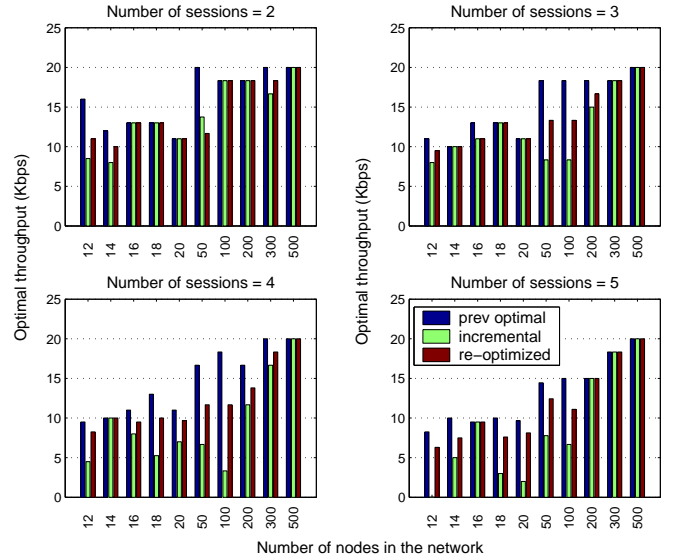 Number of sessions = 2
25
20
15
10
5
0
12 14 16 18 20 50 100 200 300 500
Number of sessions = 3
25
20
15
10
5
0
12 14 16 18 20 50 100 200 300 500
Optimal throughput (Kbps)
Optimal throughput (Kbps)
Number of sessions = 4
25
20
15
10
5
0
12 14 16 18 20 50 100 200 300 500
Number of sessions = 5
25
20
15
10
5
0
prev optimal
incremental
re-optimized
12 14 16 18 20 50 100 200 300 500
Number of nodes in the network